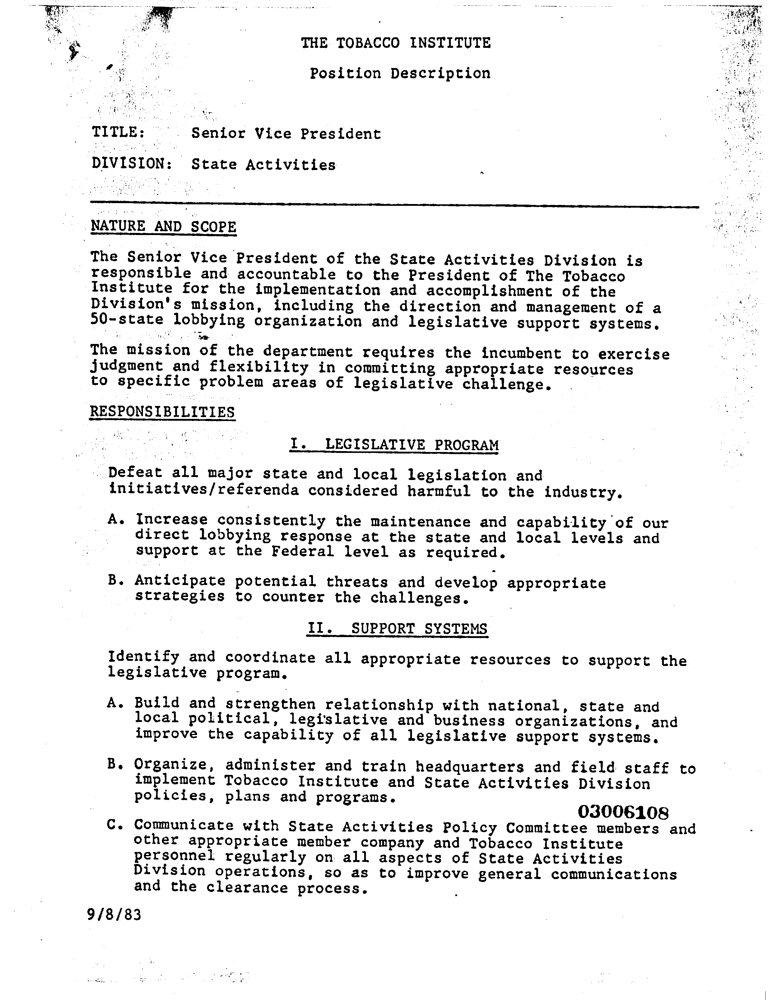 THE TOBACCO INSTITUTE
Position Description
TITLE: Senior Vice President
DIVISION: State Activities
NATURE AND SCOPE
The Senior Vice President of the State Activities Division is
responsible and accountable to the President of The Tobacco
Institute for the implementation and accomplishment of the
Division's mission, including the direction and management of a
50-state lobbying organization and legislative support systems.
The mission of the department requires the incumbent to exercise
judgment and flexibility in committing appropriate resources
to specific problem areas of legislative challenge.
RESPONSIBILITIES
I. LEGISLATIVE PROGRAM
Defeat all major state and local legislation and
initiatives/referenda considered harmful to the industry.
A. Increase consistently the maintenance and capability of our
direct lobbying response at the state and local levels and
support at the Federal level as required.
B. Anticipate potential threats and develop appropriate
strategies to counter the challenges.
II. SUPPORT SYSTEMS
Identify and coordinate all appropriate resources to support the
legislative program.
A. Build and strengthen relationship with national, state and
local political, legislative and business organizations, and
improve the capability of all legislative support systems.
B. Organize, administer and train headquarters and field staff to
implement Tobacco Institute and State Activities Division
policies, plans and programs.
03006108
C. Communicate with State Activities Policy Committee members and
other appropriate member company and Tobacco Institute
personnel regularly on all aspects of State Activities
Division operations, so as to improve general communications
and the clearance process.
9/8/83